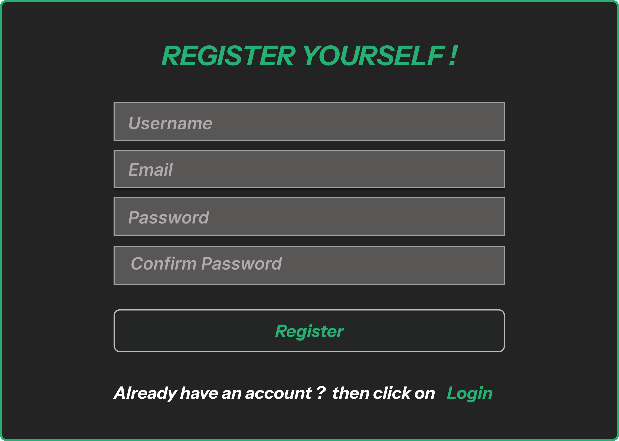 REGISTER YOURSELF !
Username
Email
Password
Confirm Password
Register
Already have an account ? then click on Login